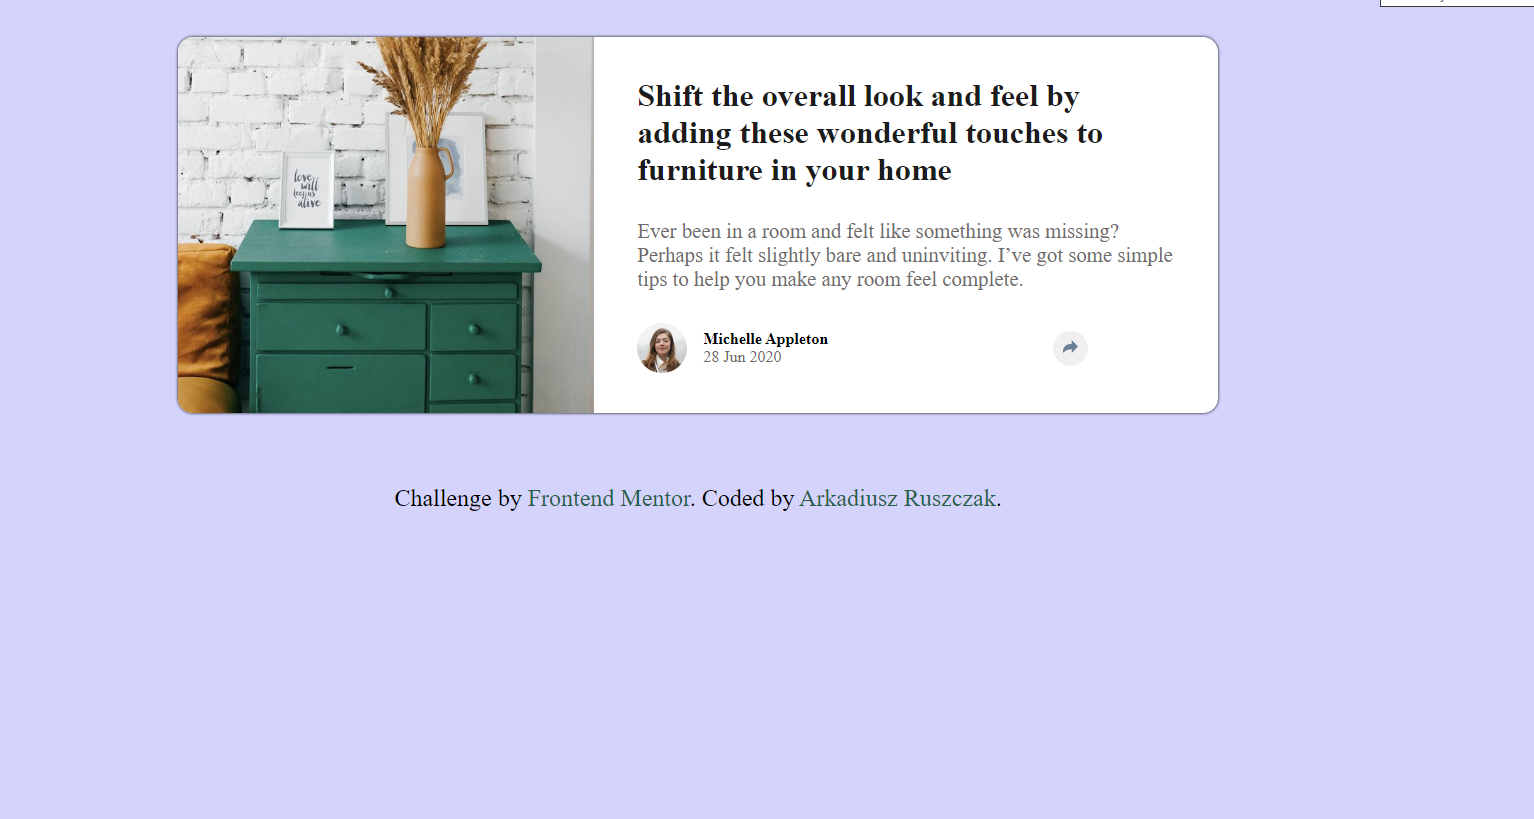 love
will
alive
Shift the overall look and feel by
adding these wonderful touches to
furniture in your home
Ever been in a room and felt like something was missing?
Perhaps it felt slightly bare and uninviting. I’ve got some simple
tips to help you make any room feel complete.
Michelle Appleton
28 Jun 2020
Challenge by Frontend Mentor. Coded by Arkadiusz Ruszczak.